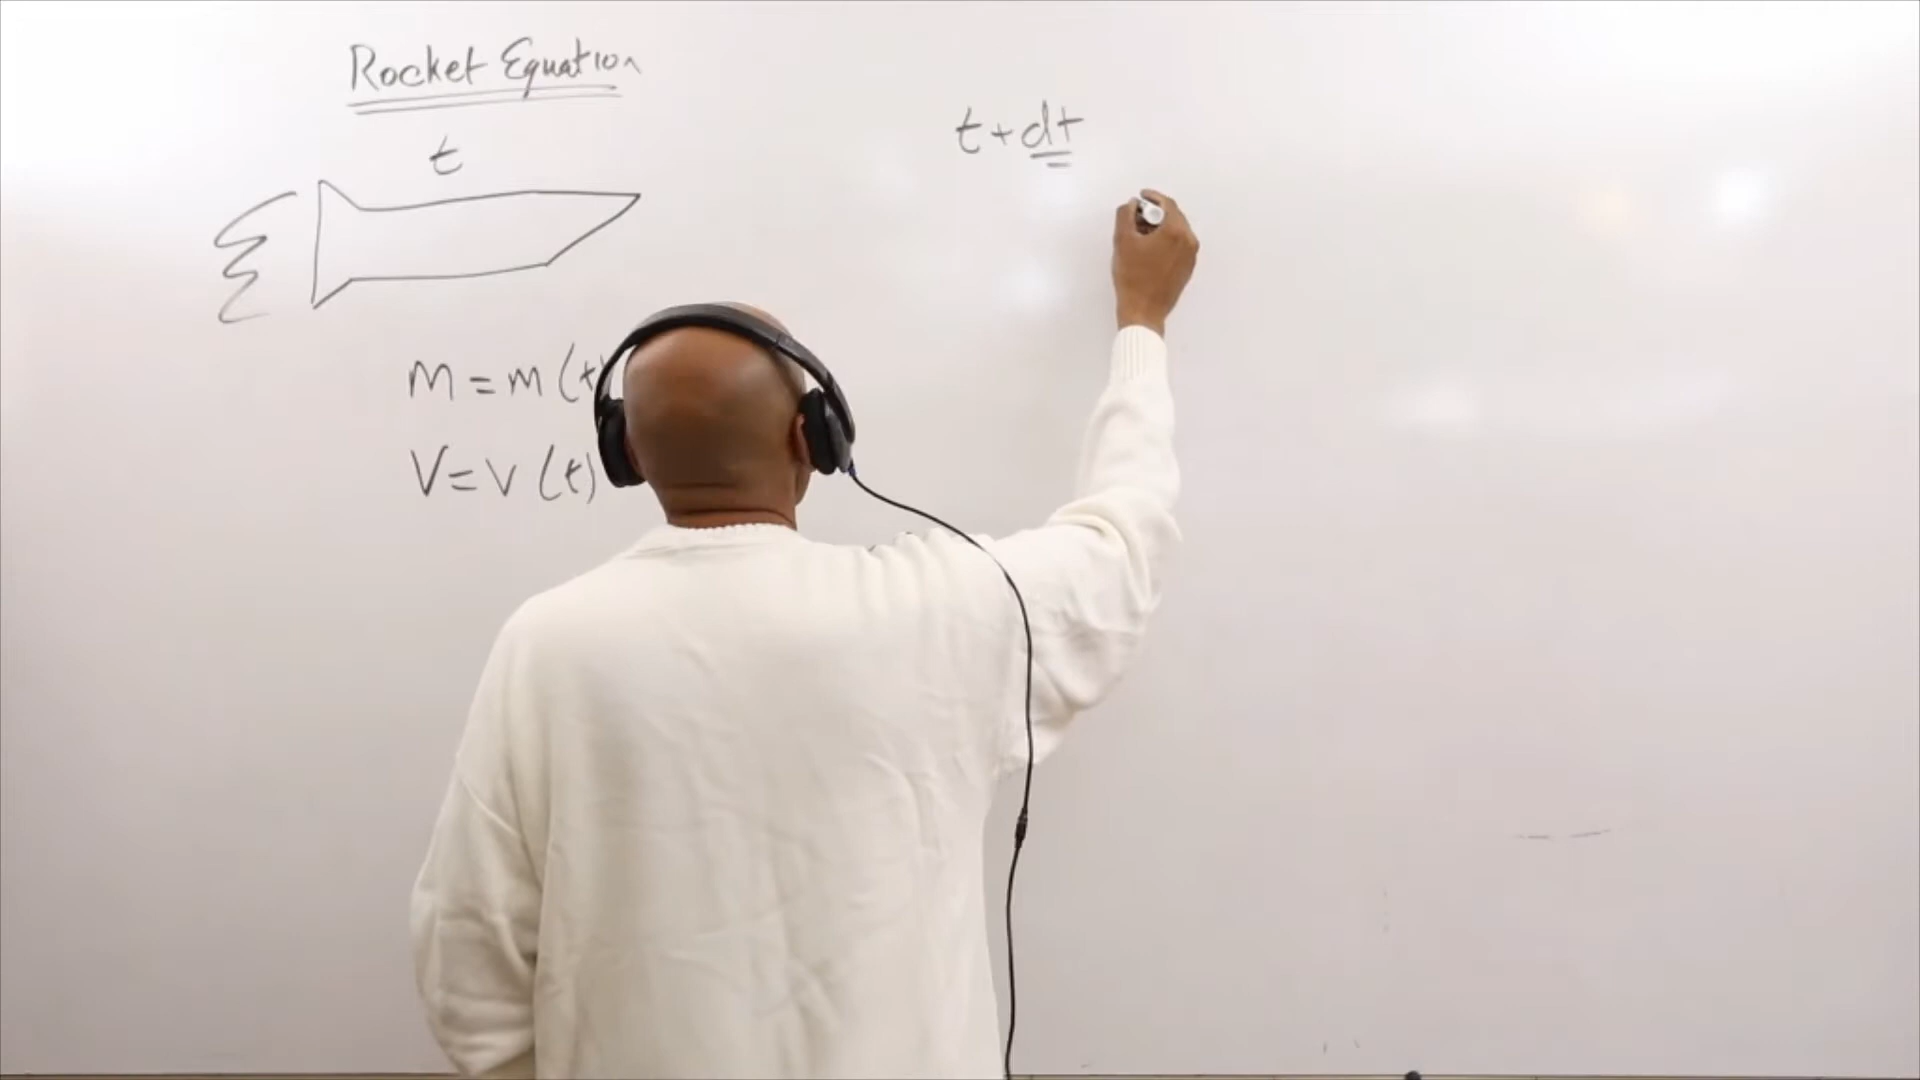 Rocket Equation
t
t + dt
m = m (t)
v = v (t)